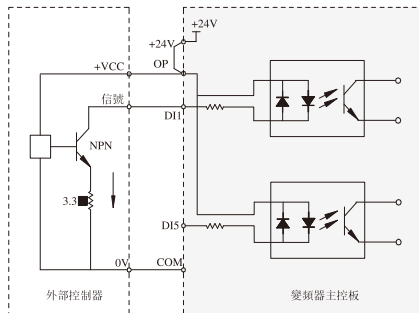 +24V
+24V
+VCC
OP
信號
DI1
NPN
3.3
DI5
0V
COM
外部控制器
變頻器主控板